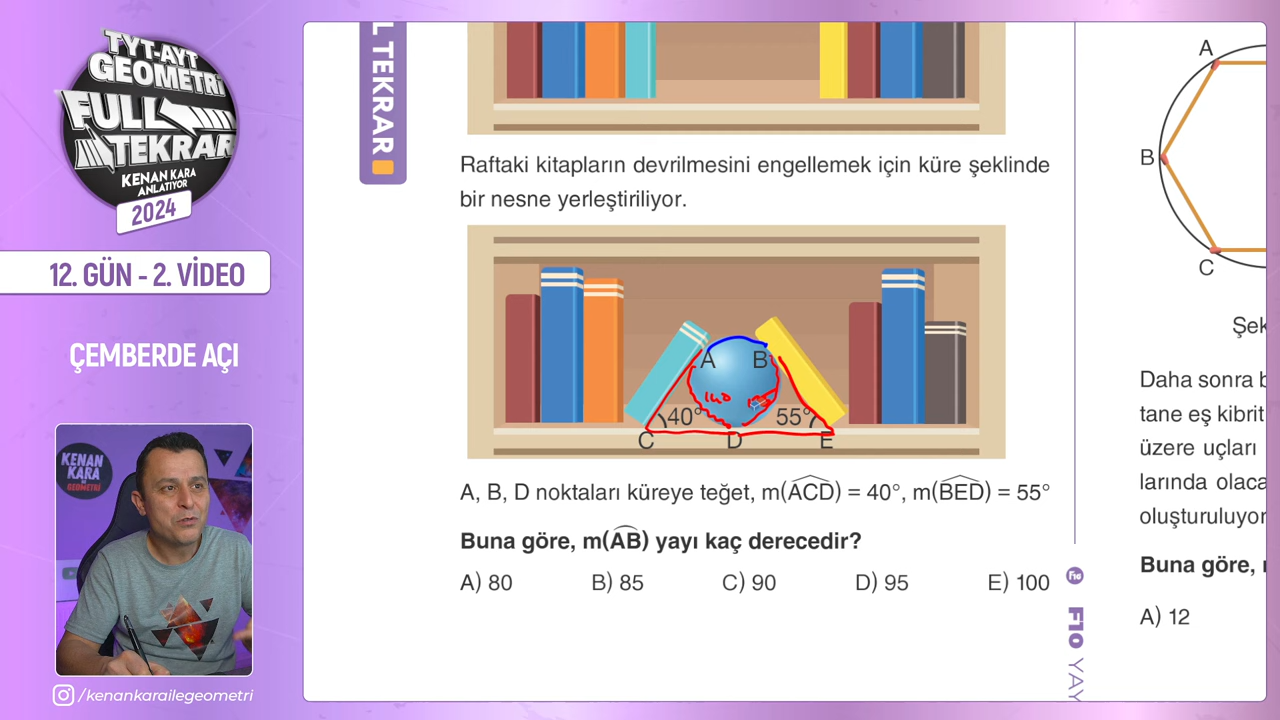 TYT-AYT
GEOMETRİ
FULL
TEKRAR
KENAN KARA
ANLATIYOR
2024
12. GÜN - 2. VİDEO
ÇEMBERDE AÇI
KENAN
KARA
GEOMETRİ
/kenankarailegeometri
L TEKRAR
Raftaki kitapların devrilmesini engellemek için küre şeklinde
bir nesne yerleştiriliyor.
A B
140
40° 55°
C D E
A, B, D noktaları küreye teğet, m(ACD) = 40°, m(BED) = 55°
Buna göre, m(AB) yayı kaç derecedir?
A) 80 B) 85 C) 90 D) 95 E) 100
F10
F10 YAY
A
B
C
Şek
Daha sonra b
tane eş kibrit
üzere uçları
larında olaca
oluşturuluyor
Buna göre,
A) 12